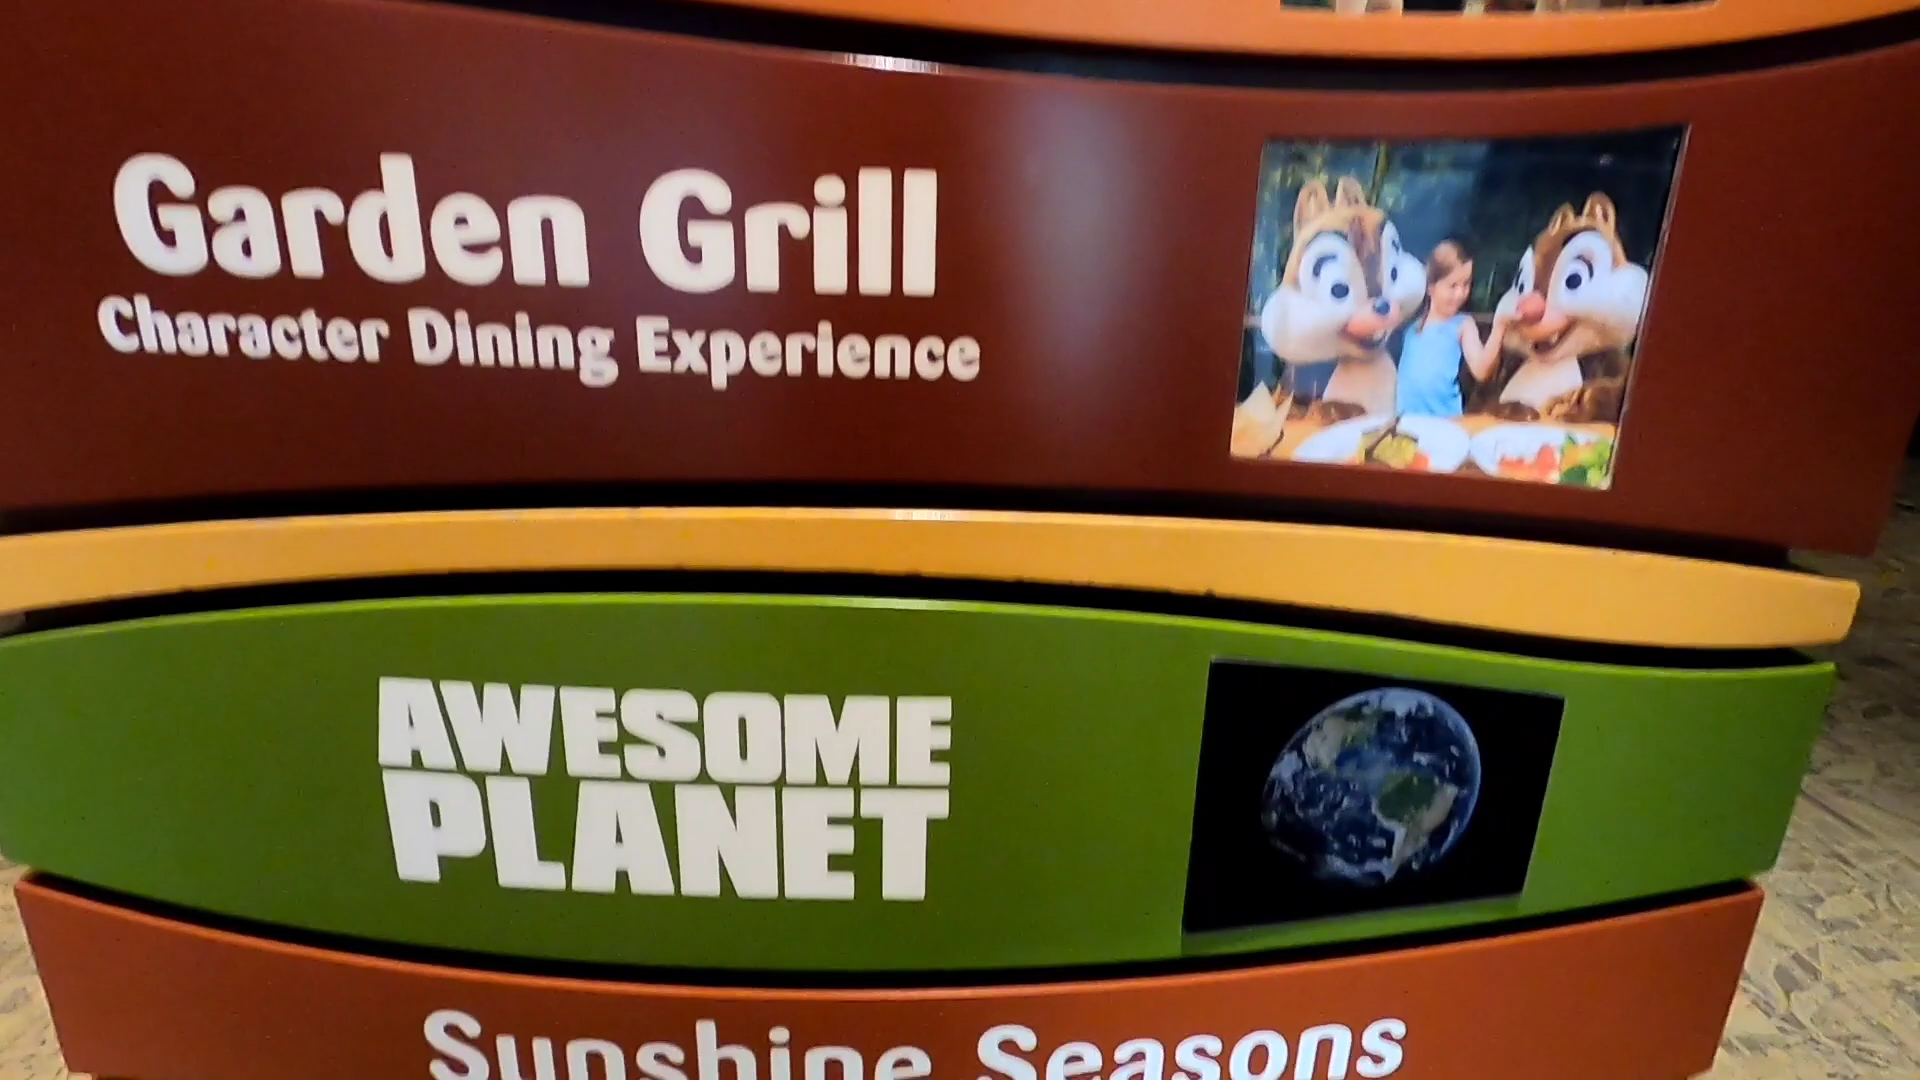 Garden Grill
Character Dining Experience
AWESOME
PLANET
Sunshine Seasons